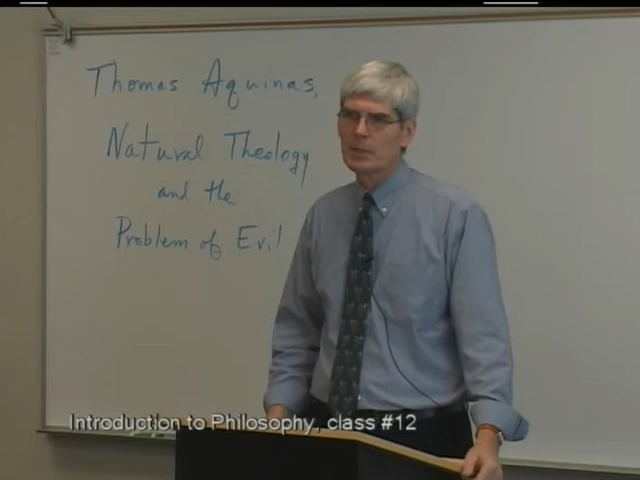 Thomas Aquinas,
Natural Theology
and the
Problem of Evil
Introduction to Philosophy, class #12